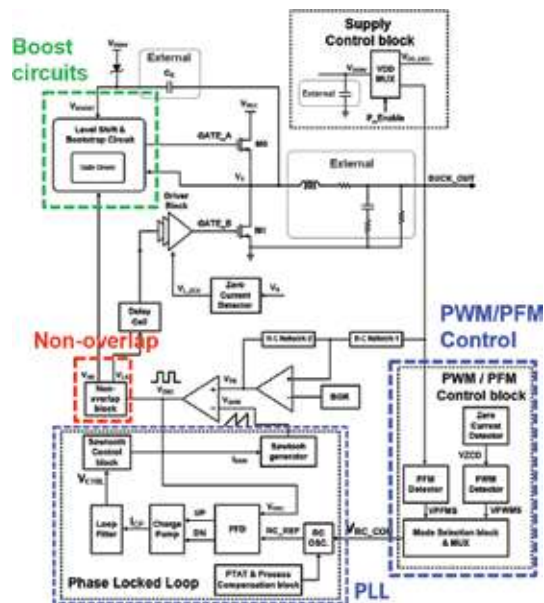 Boost
circuits
External
Supply
Control block
VDD
MUX
External
P_Enable
Level Shift &
Bootstrap Circuit
GATE_A
M0
External
BUCK_OUT
Driver
Block
GATE_B
M1
Zero
Current
Detector
Delay
Cell
Non-overlap
Non-
overlap
block
R-C Network-2
R-C Network-1
BGR
PWM/PFM
Control
PWM / PFM
Control block
Zero
Current
Detector
VZCD
PFM
Detector
PWM
Detector
VPFMS
VPWMS
Mode Selection block
& MUX
Sawtooth
Control
block
Sawtooth
generator
VCTRL
Loop
Filter
ICP
Charge
Pump
UP
DN
PFD
RC_REF
RC
OSC.
VRC_CON
PTAT & Process
Compensation block
Phase Locked Loop
PLL